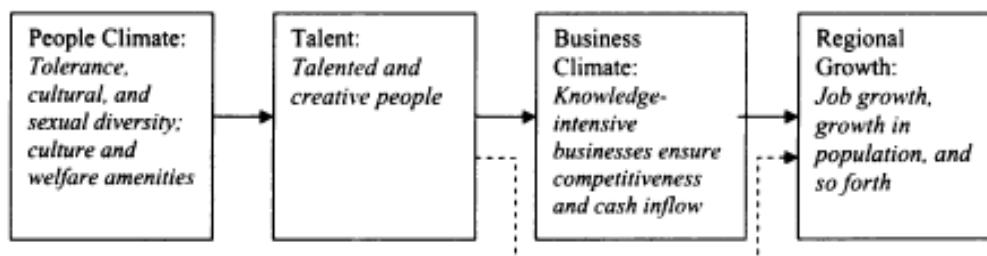 People Climate:
Tolerance,
cultural, and
sexual diversity;
culture and
welfare amenities
Talent:
Talented and
creative people
Business
Climate:
Knowledge-
intensive
businesses ensure
competitiveness
and cash inflow
Regional
Growth:
Job growth,
growth in
population, and
so forth